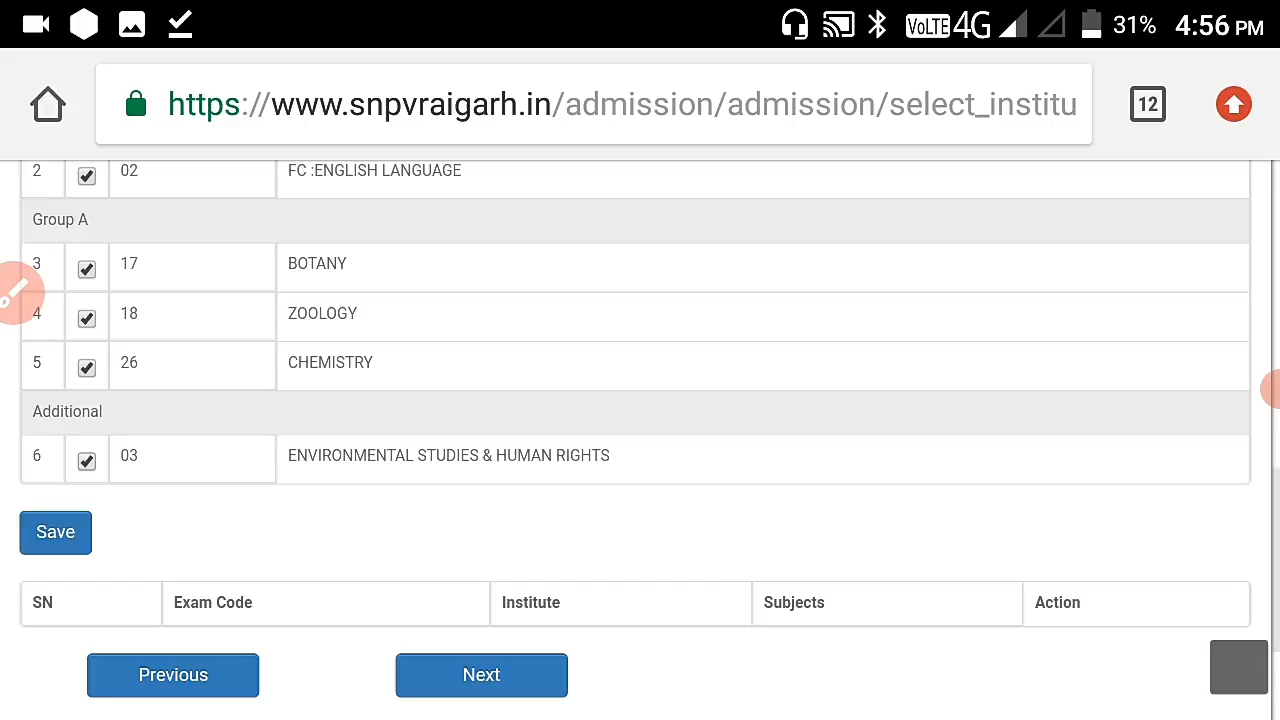 VoLTE 4G 31% 4:56 PM
https://www.snpvraigarh.in/admission/admission/select_institu 12
2 02 FC :ENGLISH LANGUAGE
Group A
3 17 BOTANY
4 18 ZOOLOGY
5 26 CHEMISTRY
Additional
6 03 ENVIRONMENTAL STUDIES & HUMAN RIGHTS
Save
SN Exam Code Institute Subjects Action
Previous Next